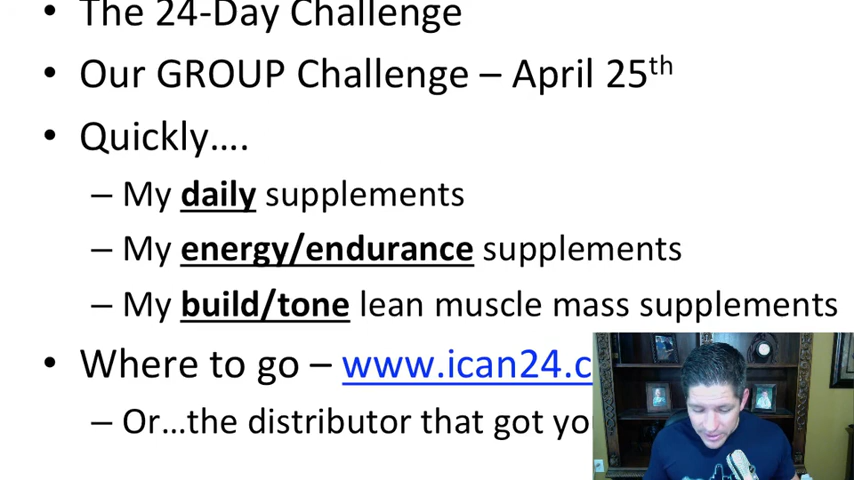 • The 24-Day Challenge
• Our GROUP Challenge – April 25th
• Quickly....
– My daily supplements
– My energy/endurance supplements
– My build/tone lean muscle mass supplements
• Where to go – www.ican24.c
– Or...the distributor that got yo